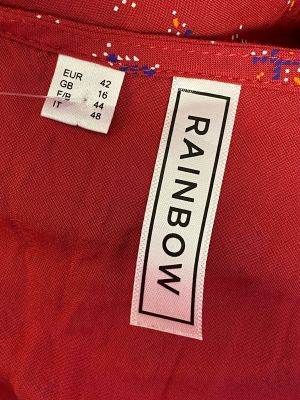 EUR 42
GB 16
F/B 44
IT 48
RAINBOW